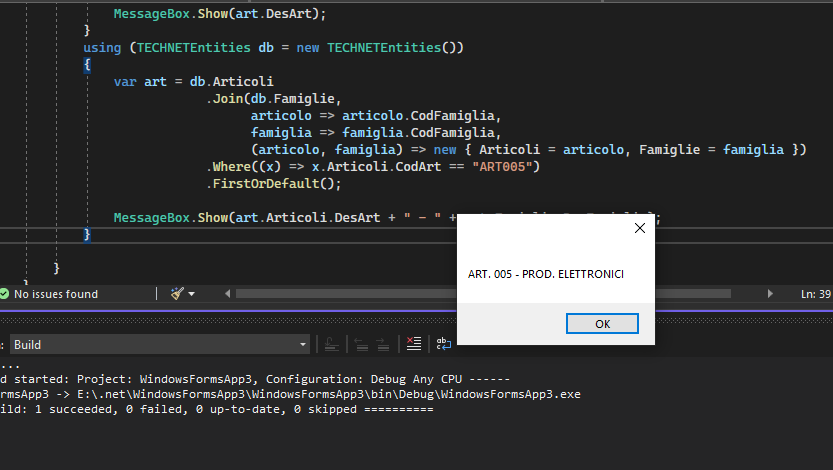 MessageBox.Show(art.DesArt);
}
using (TECHNETEntities db = new TECHNETEntities())
{
var art = db.Articoli
.Join(db.Famiglie,
articolo => articolo.CodFamiglia,
famiglia => famiglia.CodFamiglia,
(articolo, famiglia) => new { Articoli = articolo, Famiglie = famiglia })
.Where((x) => x.Articoli.CodArt == "ART005")
.FirstOrDefault();
MessageBox.Show(art.Articoli.DesArt + " - " + );
}
}
}
ART. 005 - PROD. ELETTRONICI
OK
No issues found
Ln: 39
Build
...
d started: Project: WindowsFormsApp3, Configuration: Debug Any CPU ------
rmsApp3 -> E:\.net\WindowsFormsApp3\WindowsFormsApp3\bin\Debug\WindowsFormsApp3.exe
ild: 1 succeeded, 0 failed, 0 up-to-date, 0 skipped ==========